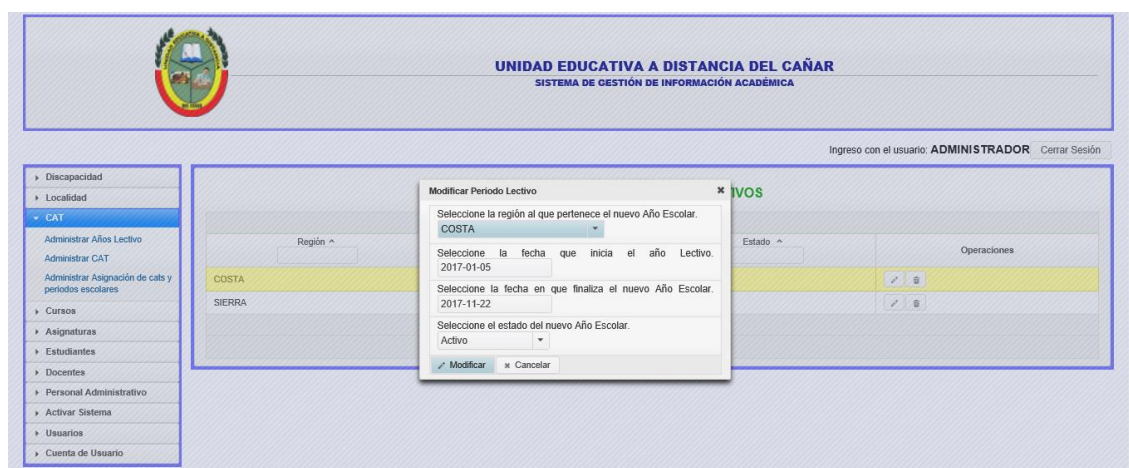 UNIDAD EDUCATIVA A DISTANCIA DEL CAÑAR
SISTEMA DE GESTIÓN DE INFORMACIÓN ACADÉMICA
Ingreso con el usuario: ADMINISTRADOR Cerrar Sesión
Discapacidad
Localidad
CAT
Administrar Años Lectivo
Administrar CAT
Administrar Asignación de cats y
periodos escolares
Cursos
Asignaturas
Estudiantes
Docentes
Personal Administrativo
Activar Sistema
Usuarios
Cuenta de Usuario
IVOS
Región
Estado
Operaciones
COSTA
SIERRA
Modificar Periodo Lectivo
Seleccione la región al que pertenece el nuevo Año Escolar.
COSTA
Seleccione la fecha que inicia el año Lectivo.
2017-01-05
Seleccione la fecha en que finaliza el nuevo Año Escolar.
2017-11-22
Seleccione el estado del nuevo Año Escolar.
Activo
Modificar Cancelar